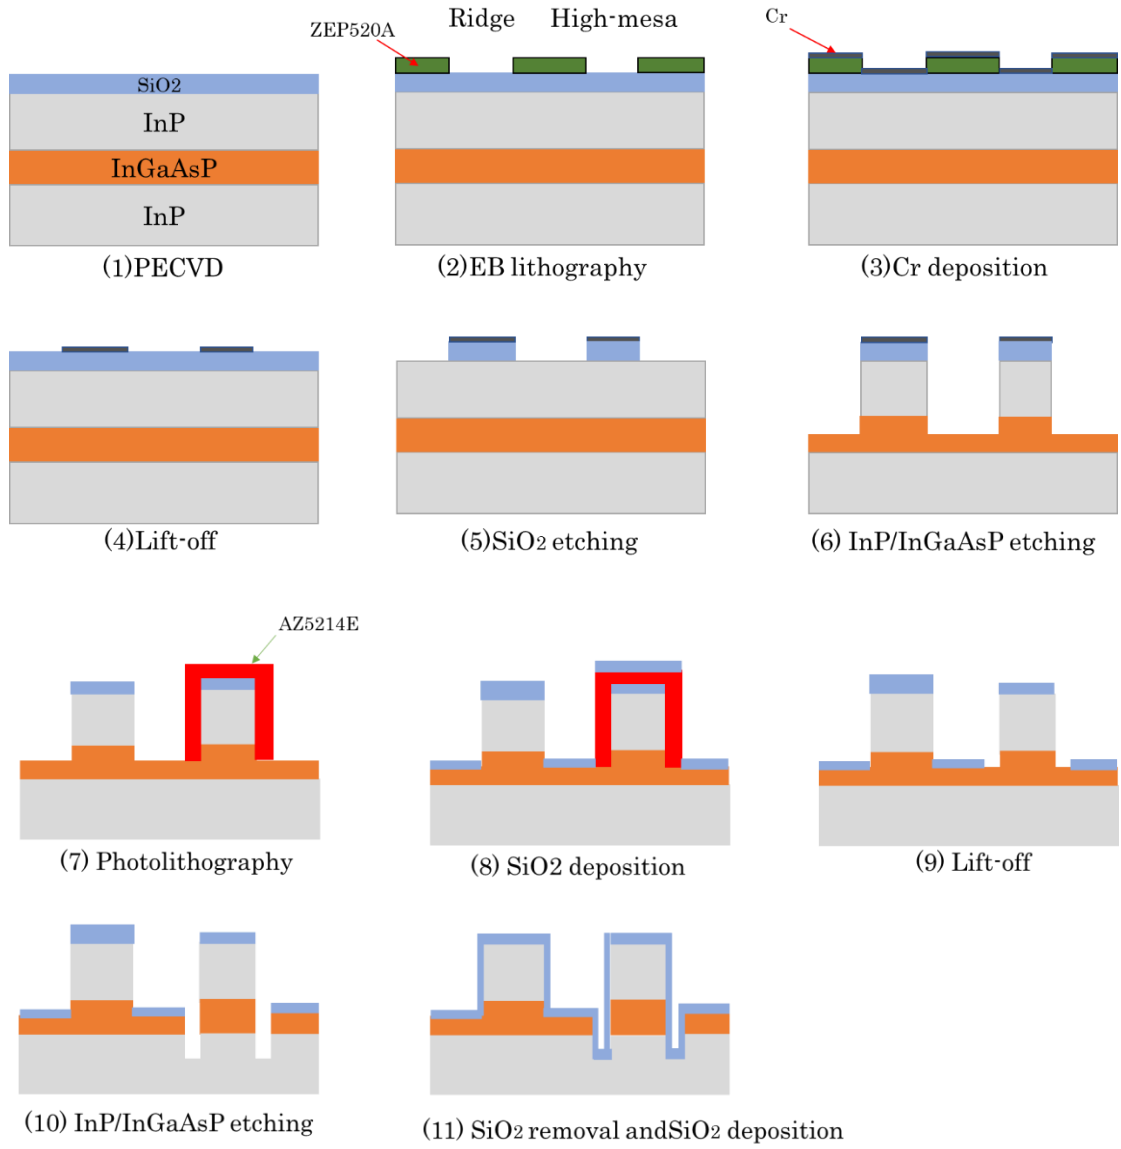 Ridge High-mesa
ZEP520A
Cr
SiO2
InP
InGaAsP
InP
(1)PECVD
(2)EB lithography
(3)Cr deposition
(4)Lift-off
(5)SiO2 etching
(6) InP/InGaAsP etching
AZ5214E
(7) Photolithography
(8) SiO2 deposition
(9) Lift-off
(10) InP/InGaAsP etching
(11) SiO2 removal andSiO2 deposition